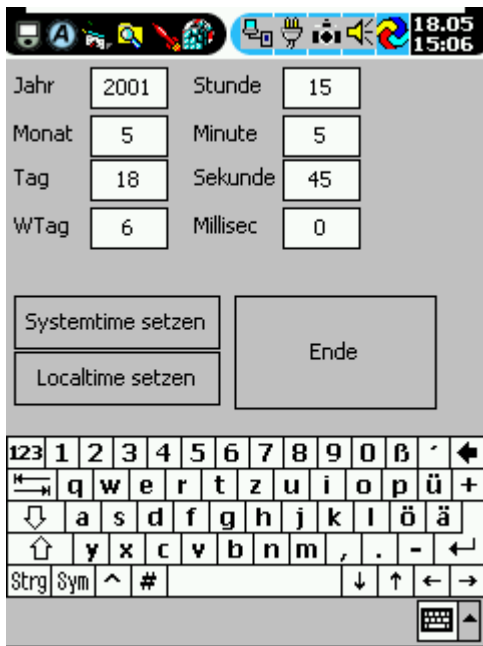 18.05
15:06
Jahr 2001 Stunde 15
Monat 5 Minute 5
Tag 18 Sekunde 45
WTag 6 Millisec 0
Systemtime setzen
Localtime setzen
Ende
123 1 2 3 4 5 6 7 8 9 0 ß ´
q w e r t z u i o p ü +
a s d f g h j k l ö ä
y x c v b n m , . -
Strg Sym ^ # ↓ ↑ ← →